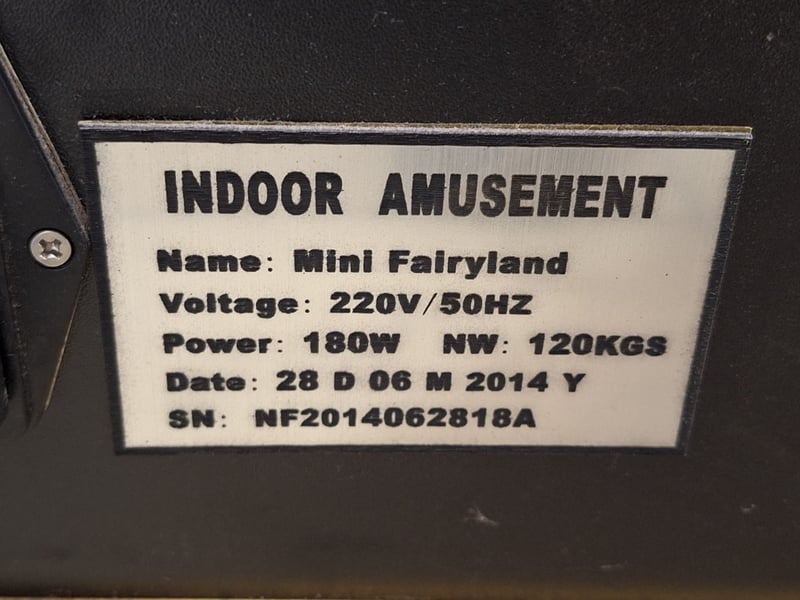 INDOOR AMUSEMENT
Name: Mini Fairyland
Voltage: 220V/50HZ
Power: 180W NW: 120KGS
Date: 28 D 06 M 2014 Y
SN: NF2014062818A